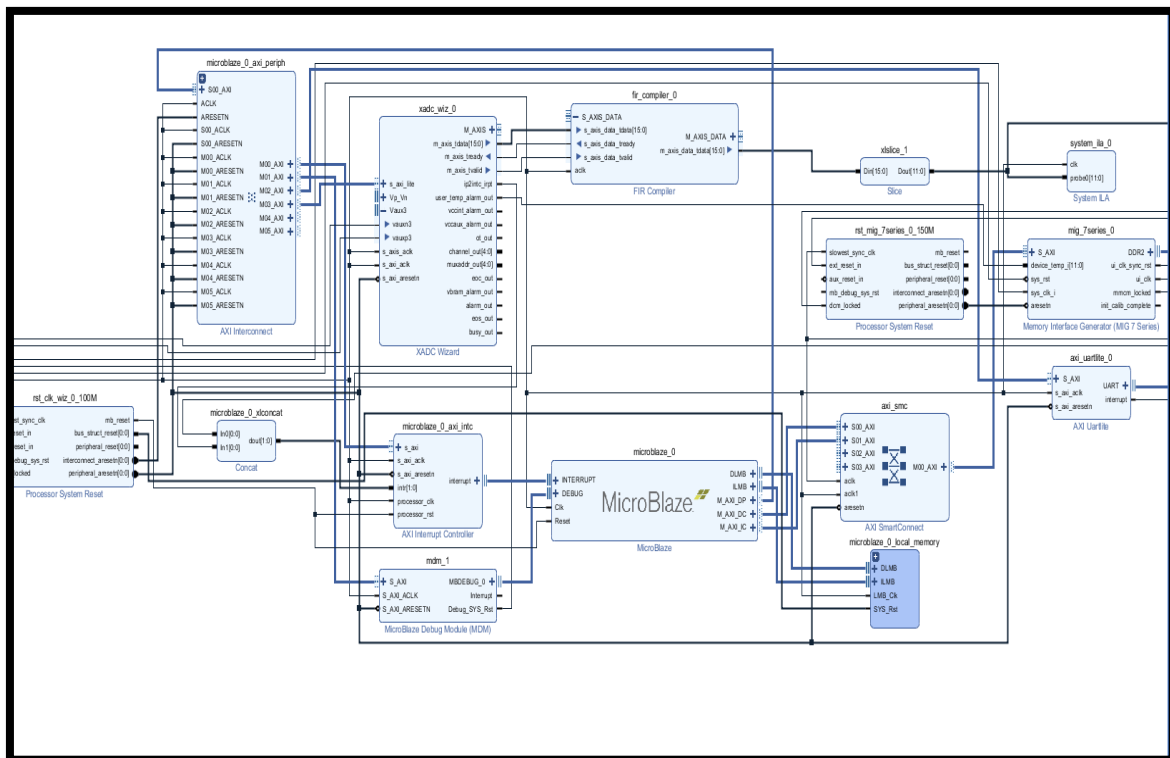 microblaze_0_axi_periph
S00_AXI
ACLK
ARESETN
S00_ACLK
S00_ARESETN
M00_ACLK
M00_ARESETN
M01_ACLK
M01_ARESETN
M02_ACLK
M02_ARESETN
M03_ACLK
M03_ARESETN
M04_ACLK
M04_ARESETN
M05_ACLK
M05_ARESETN
M00_AXI
M01_AXI
M02_AXI
M03_AXI
M04_AXI
M05_AXI
AXI Interconnect
xadc_wiz_0
s_axi_lite
Vp_Vn
Vaux3
vauxn3
vauxp3
s_axis_aclk
s_axi_aclk
s_axi_aresetn
M_AXIS
m_axis_tdata[15:0]
m_axis_tready
m_axis_tvalid
ip2intc_irpt
user_temp_alarm_out
vccint_alarm_out
vccaux_alarm_out
ot_out
channel_out[4:0]
muxaddr_out[4:0]
eoc_out
vbram_alarm_out
alarm_out
eos_out
busy_out
XADC Wizard
fir_compiler_0
S_AXIS_DATA
s_axis_data_tdata[15:0]
s_axis_data_tready
s_axis_data_tvalid
aclk
M_AXIS_DATA
m_axis_data_tdata[15:0]
FIR Compiler
xlslice_1
Din[15:0]
Dout[11:0]
Slice
system_ila_0
clk
probe0[11:0]
System ILA
rst_mig_7series_0_150M
slowest_sync_clk
ext_reset_in
aux_reset_in
mb_debug_sys_rst
dcm_locked
mb_reset
bus_struct_reset[0:0]
peripheral_reset[0:0]
interconnect_aresetn[0:0]
peripheral_aresetn[0:0]
Processor System Reset
mig_7series_0
S_AXI
device_temp_i[11:0]
sys_rst
sys_clk_i
aresetn
DDR2
ui_clk_sync_rst
ui_clk
mmcm_locked
init_calib_complete
Memory Interface Generator (MIG 7 Series)
axi_uartlite_0
S_AXI
s_axi_aclk
s_axi_aresetn
UART
interrupt
AXI Uartlite
rst_clk_wiz_0_100M
st_sync_clk
set_in
eset_in
ebug_sys_rst
locked
mb_reset
bus_struct_reset[0:0]
peripheral_reset[0:0]
interconnect_aresetn[0:0]
peripheral_aresetn[0:0]
Processor System Reset
microblaze_0_xlconcat
In0[0:0]
In1[0:0]
dout[1:0]
Concat
microblaze_0_axi_intc
s_axi
s_axi_aclk
s_axi_aresetn
intr[1:0]
processor_clk
processor_rst
interrupt
AXI Interrupt Controller
mdm_1
S_AXI
S_AXI_ACLK
S_AXI_ARESETN
MBDEBUG_0
Interrupt
Debug_SYS_Rst
MicroBlaze Debug Module (MDM)
microblaze_0
INTERRUPT
DEBUG
Clk
Reset
MicroBlaze
DLMB
ILMB
M_AXI_DP
M_AXI_DC
M_AXI_IC
MicroBlaze
axi_smc
S00_AXI
S01_AXI
S02_AXI
S03_AXI
aclk
aclk1
aresetn
M00_AXI
AXI SmartConnect
microblaze_0_local_memory
DLMB
ILMB
LMB_Clk
SYS_Rst